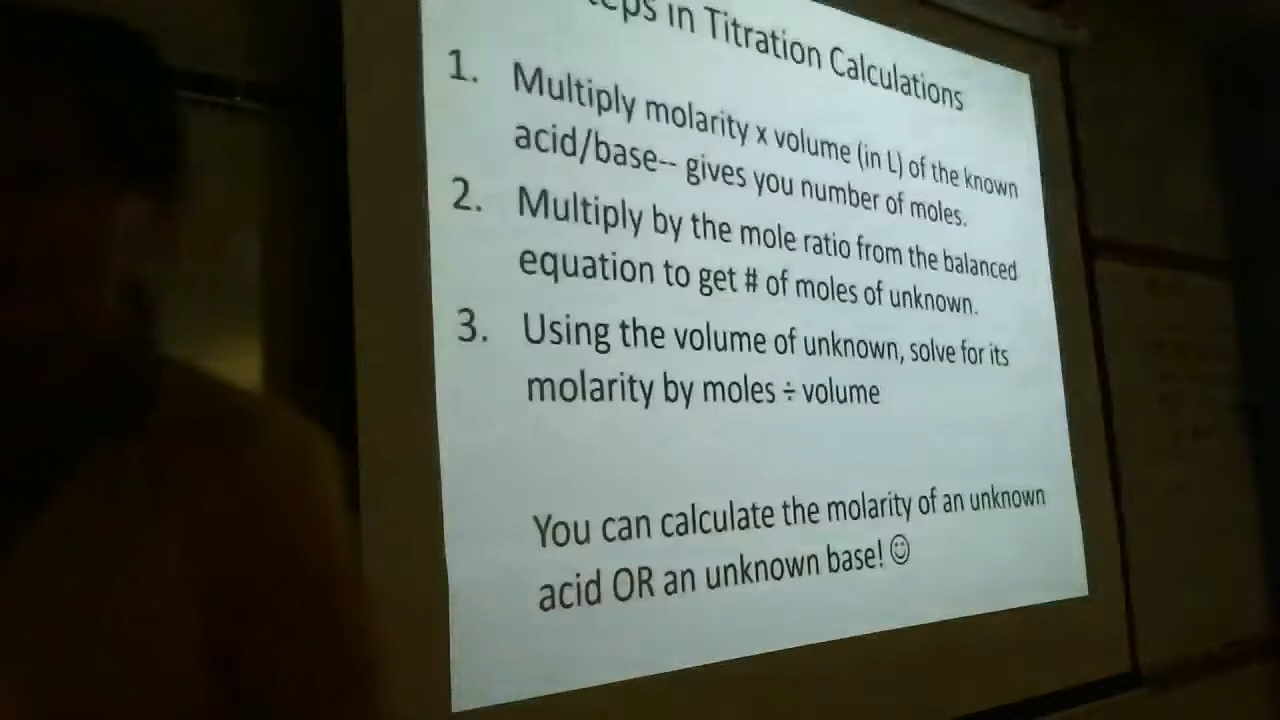 in Titration Calculations
1. Multiply molarity x volume (in L) of the known
acid/base-- gives you number of moles.
2. Multiply by the mole ratio from the balanced
equation to get # of moles of unknown.
3. Using the volume of unknown, solve for its
molarity by moles ÷ volume
You can calculate the molarity of an unknown
acid OR an unknown base! ☺